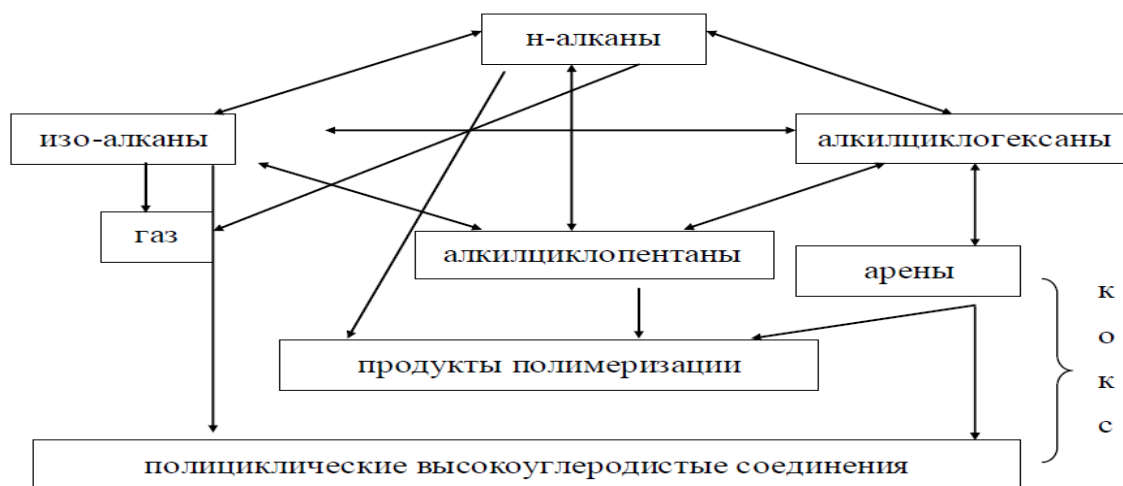 н-алканы
изо-алканы
алкилциклогексаны
газ
алкилциклопентаны
арены
продукты полимеризации
полициклические высокоуглеродистые соединения
к
о
к
с